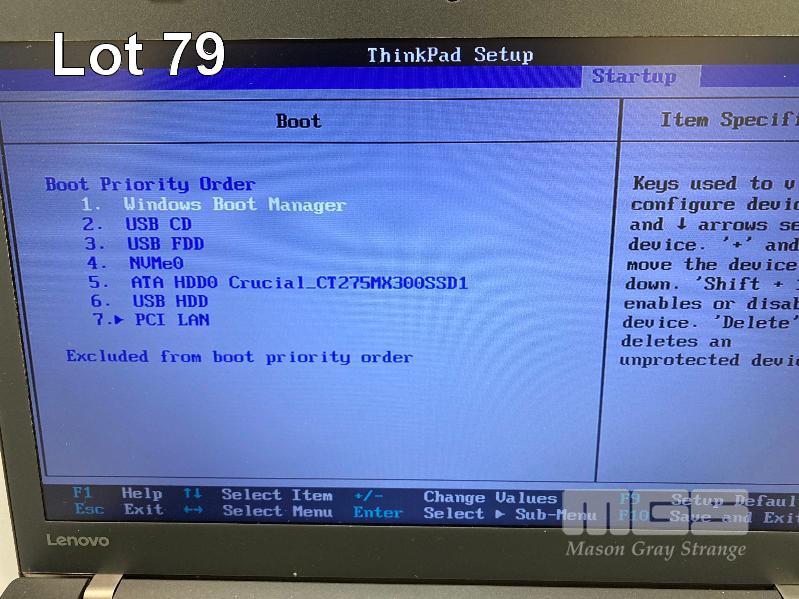 Lot 79
ThinkPad Setup
Startup
Boot
Item Specifi
Boot Priority Order
1. Windows Boot Manager
2. USB CD
3. USB FDD
4. NVMe0
5. ATA HDD0 Crucial_CT275MX300SSD1
6. USB HDD
7.▶ PCI LAN
Excluded from boot priority order
Keys used to v
configure devic
and ↓ arrows se
device. '+' and
move the device
down. 'Shift +
enables or disab
device. 'Delete'
deletes an
unprotected devi
F1 Help ↑↓ Select Item +/- Change Values F9 Setup Defaul
Esc Exit ↔ Select Menu Enter Select ▶ Sub-Menu F10 Save and Exit
Lenovo
MGS
Mason Gray Strange